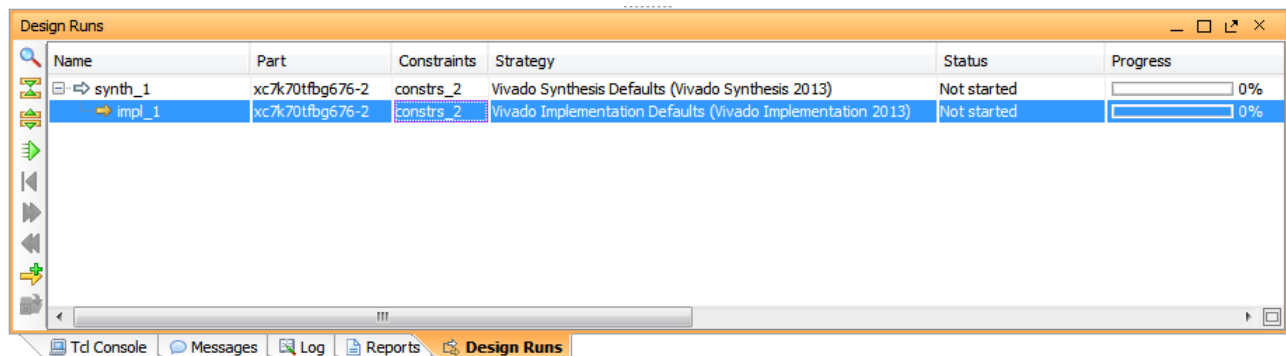 Design Runs
Name Part Constraints Strategy Status Progress
synth_1 xc7k70tfbg676-2 constrs_2 Vivado Synthesis Defaults (Vivado Synthesis 2013) Not started 0%
impl_1 xc7k70tfbg676-2 constrs_2 Vivado Implementation Defaults (Vivado Implementation 2013) Not started 0%
Tcl Console Messages Log Reports Design Runs